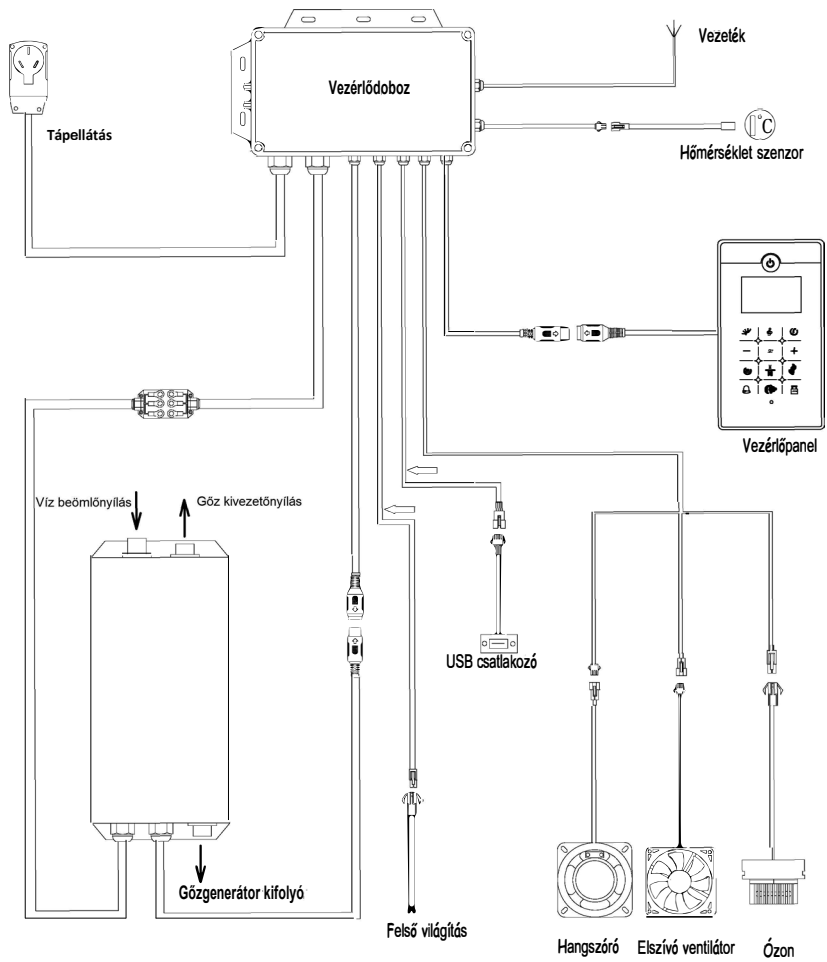 Vezeték
Vezérlődoboz
Tápellátás
C
Hőmérséklet szenzor
Vezérlőpanel
Víz beömlőnyílás
Gőz kivezetőnyílás
USB csatlakozó
Gőzgenerátor kifolyó
Felső világítás
Hangszóró
Elszívó ventilátor
Ózon